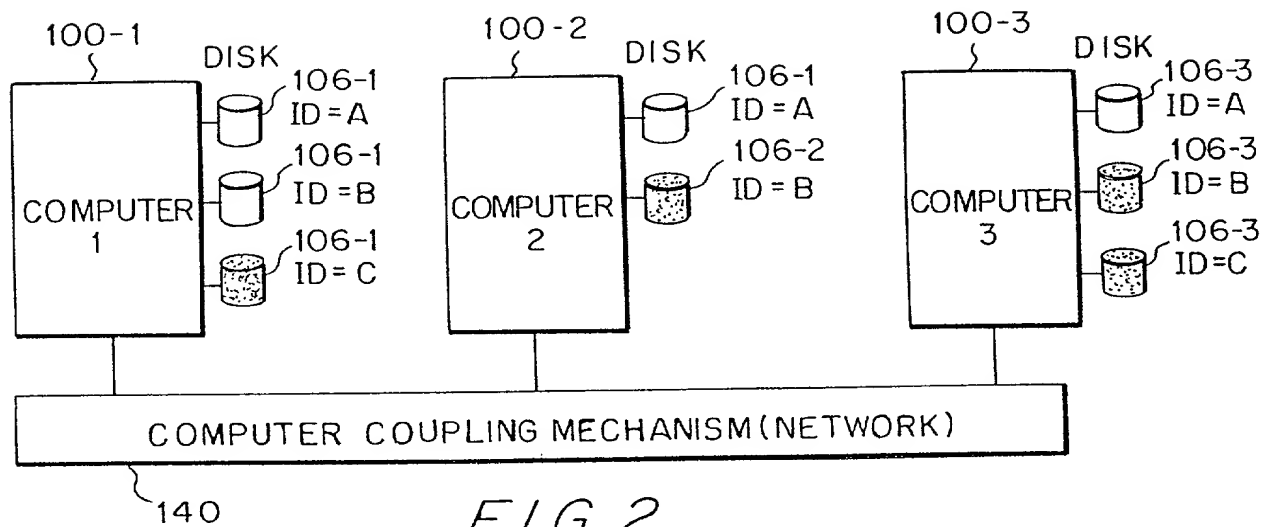 100-1
DISK
106-1
ID=A
106-1
ID=B
106-1
ID=C
COMPUTER
1
100-2
DISK
106-1
ID=A
106-2
ID=B
COMPUTER
2
100-3
DISK
106-3
ID=A
106-3
ID=B
106-3
ID=C
COMPUTER
3
COMPUTER COUPLING MECHANISM(NETWORK)
140
FIG.2